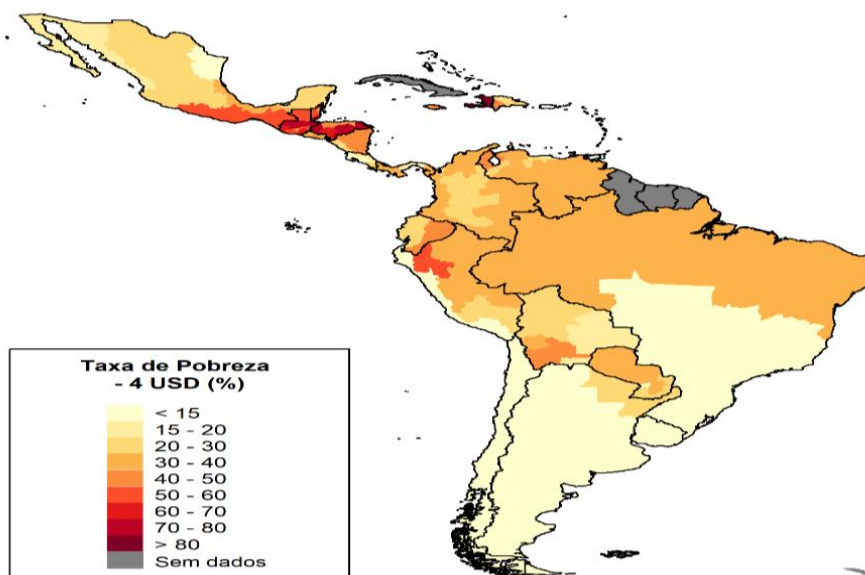 Taxa de Pobreza
- 4 USD (%)
< 15
15 - 20
20 - 30
30 - 40
40 - 50
50 - 60
60 - 70
70 - 80
> 80
Sem dados